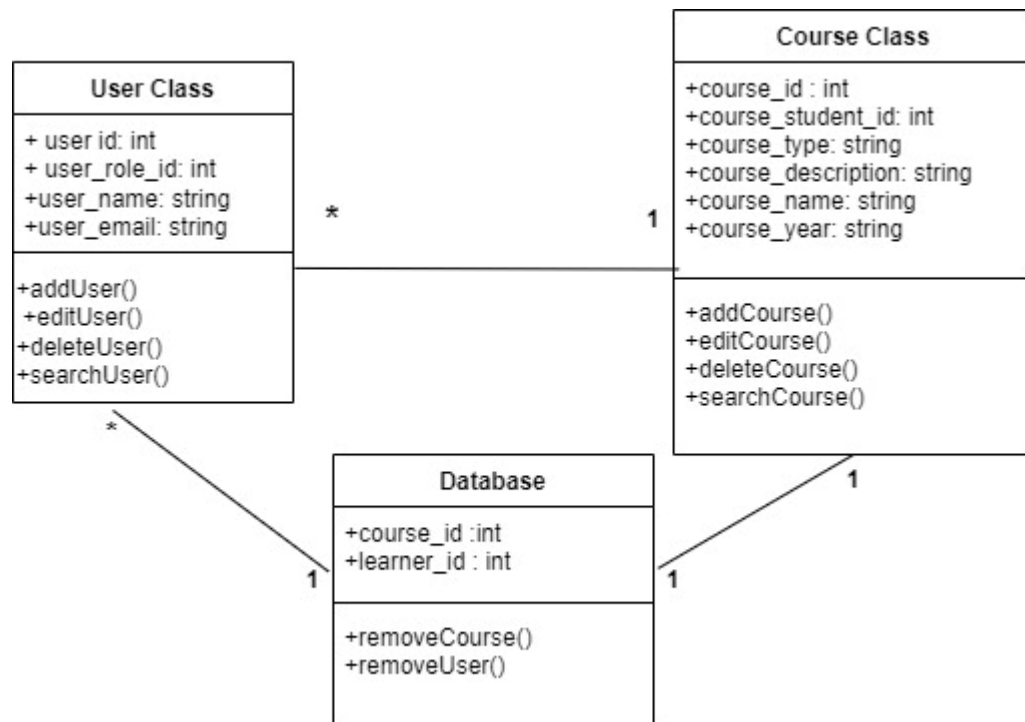 User Class
+ user id: int
+ user_role_id: int
+user_name: string
+user_email: string
+addUser()
+editUser()
+deleteUser()
+searchUser()
*
1
Course Class
+course_id : int
+course_student_id: int
+course_type: string
+course_description: string
+course_name: string
+course_year: string
+addCourse()
+editCourse()
+deleteCourse()
+searchCourse()
*
1
1
1
Database
+course_id :int
+learner_id : int
+removeCourse()
+removeUser()